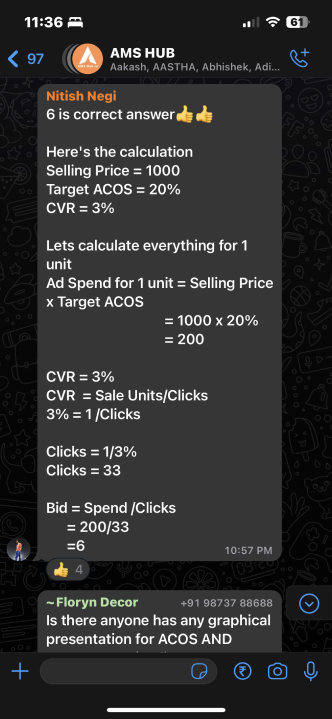 11:36
61
97
AMS HUB
Aakash, AASTHA, Abhishek, Adi...
Nitish Negi
6 is correct answer👍👍
Here's the calculation
Selling Price = 1000
Target ACOS = 20%
CVR = 3%
Lets calculate everything for 1
unit
Ad Spend for 1 unit = Selling Price
x Target ACOS
= 1000 x 20%
= 200
CVR = 3%
CVR  = Sale Units/Clicks
3% = 1 /Clicks
Clicks = 1/3%
Clicks = 33
Bid = Spend /Clicks
= 200/33
=6
10:57 PM
👍 4
~ Floryn Decor +91 98737 88688
Is there anyone has any graphical
presentation for ACOS AND